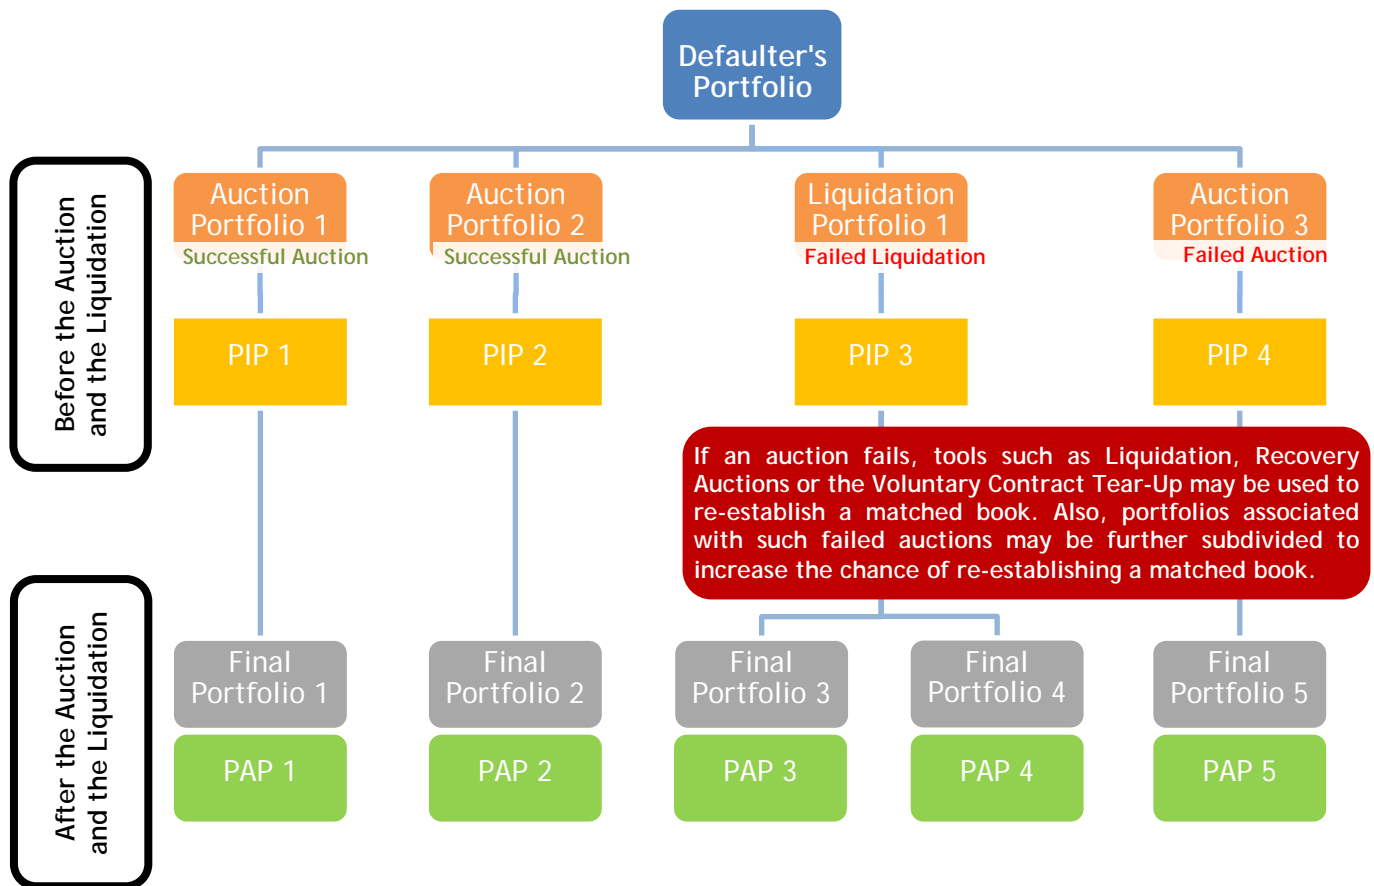 Defaulter's
Portfolio
Before the Auction
and the Liquidation
Auction
Portfolio 1
Successful Auction
Auction
Portfolio 2
Successful Auction
Liquidation
Portfolio 1
Failed Liquidation
Auction
Portfolio 3
Failed Auction
PIP 1
PIP 2
PIP 3
PIP 4
If an auction fails, tools such as Liquidation, Recovery
Auctions or the Voluntary Contract Tear-Up may be used to
re-establish a matched book. Also, portfolios associated
with such failed auctions may be further subdivided to
increase the chance of re-establishing a matched book.
After the Auction
and the Liquidation
Final
Portfolio 1
Final
Portfolio 2
Final
Portfolio 3
Final
Portfolio 4
Final
Portfolio 5
PAP 1
PAP 2
PAP 3
PAP 4
PAP 5